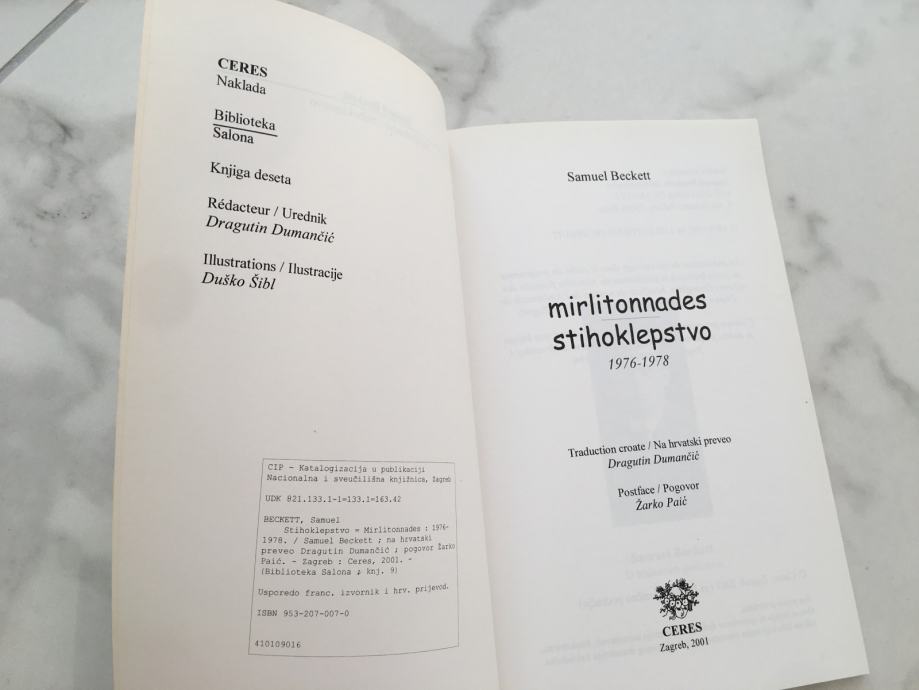 CERES
Naklada
Biblioteka
Salona
Knjiga deseta
Rédacteur / Urednik
Dragutin Dumančić
Illustrations / Ilustracije
Duško Šibl
CIP - Katalogizacija u publikaciji
Nacionalna i sveučilišna knjižnica, Zagreb
UDK 821.133.1-1=133.1=163.42
BECKETT, Samuel
Stihoklepstvo = Mirlitonnades : 1976-
1978. / Samuel Beckett ; na hrvatski
preveo Dragutin Dumančić ; pogovor Žarko
Paić. - Zagreb : Ceres, 2001. -
(Biblioteka Salona ; knj. 9)
Usporedo franc. izvornik i hrv. prijevod.
ISBN 953-207-007-0
410109016
Samuel Beckett
mirlitonnades
stihoklepstvo
1976-1978
Traduction croate / Na hrvatski preveo
Dragutin Dumančić
Postface / Pogovor
Žarko Paić
CERES
Zagreb, 2001